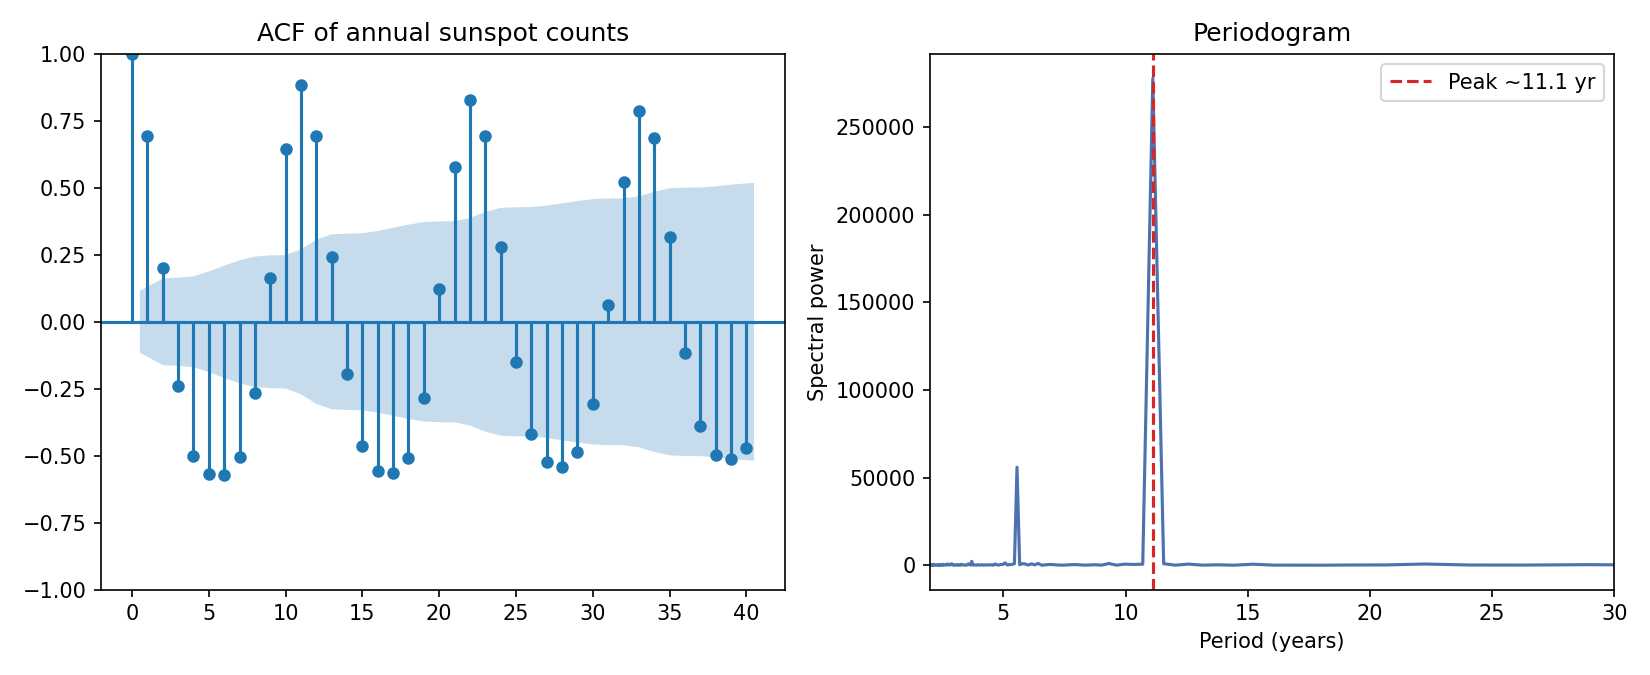 ACF of annual sunspot counts
1.00
0.75
0.50
0.25
0.00
−0.25
−0.50
−0.75
−1.00
0 5 10 15 20 25 30 35 40
Periodogram
Peak ~11.1 yr
Spectral power
250000
200000
150000
100000
50000
0
5 10 15 20 25 30
Period (years)